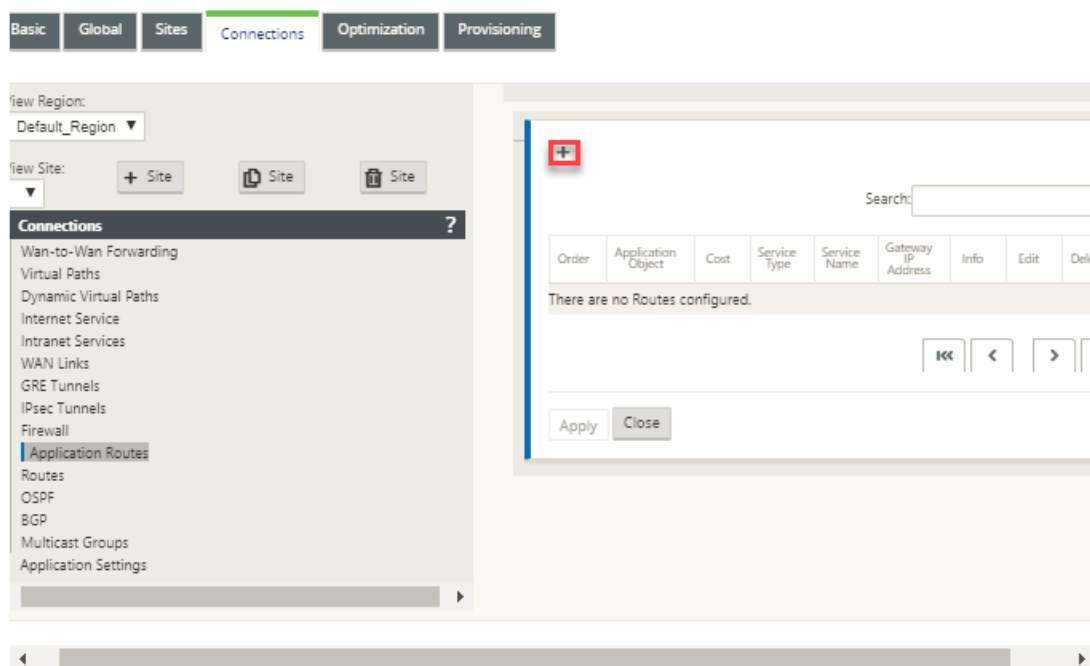 Basic Global Sites Connections Optimization Provisioning
View Region:
Default_Region
View Site:
+ Site Site Site
Connections ?
Wan-to-Wan Forwarding
Virtual Paths
Dynamic Virtual Paths
Internet Service
Intranet Services
WAN Links
GRE Tunnels
IPsec Tunnels
Firewall
Application Routes
Routes
OSPF
BGP
Multicast Groups
Application Settings
+
Search:
Order Application Object Cost Service Type Service Name Gateway IP Address Info Edit
There are no Routes configured.
Apply Close